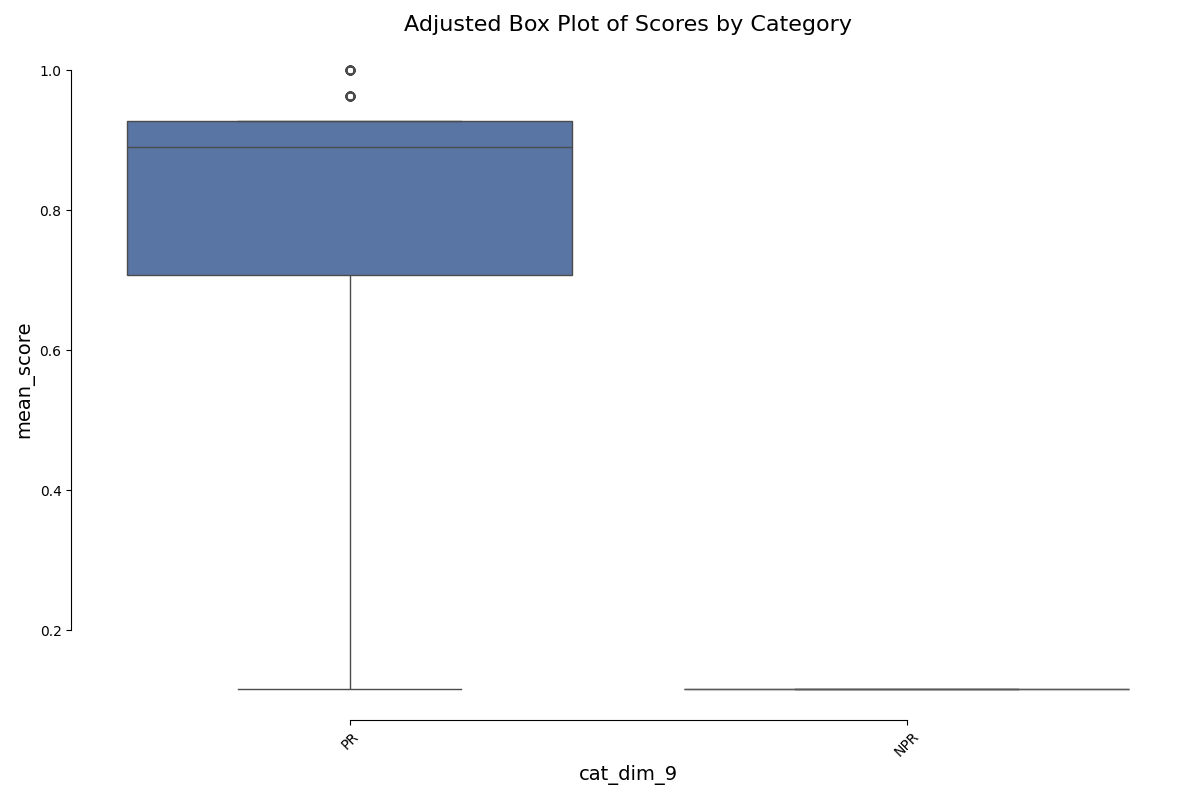 Adjusted Box Plot of Scores by Category
1.0
0.8
0.6
0.4
0.2
mean_score
PR
NPR
cat_dim_9